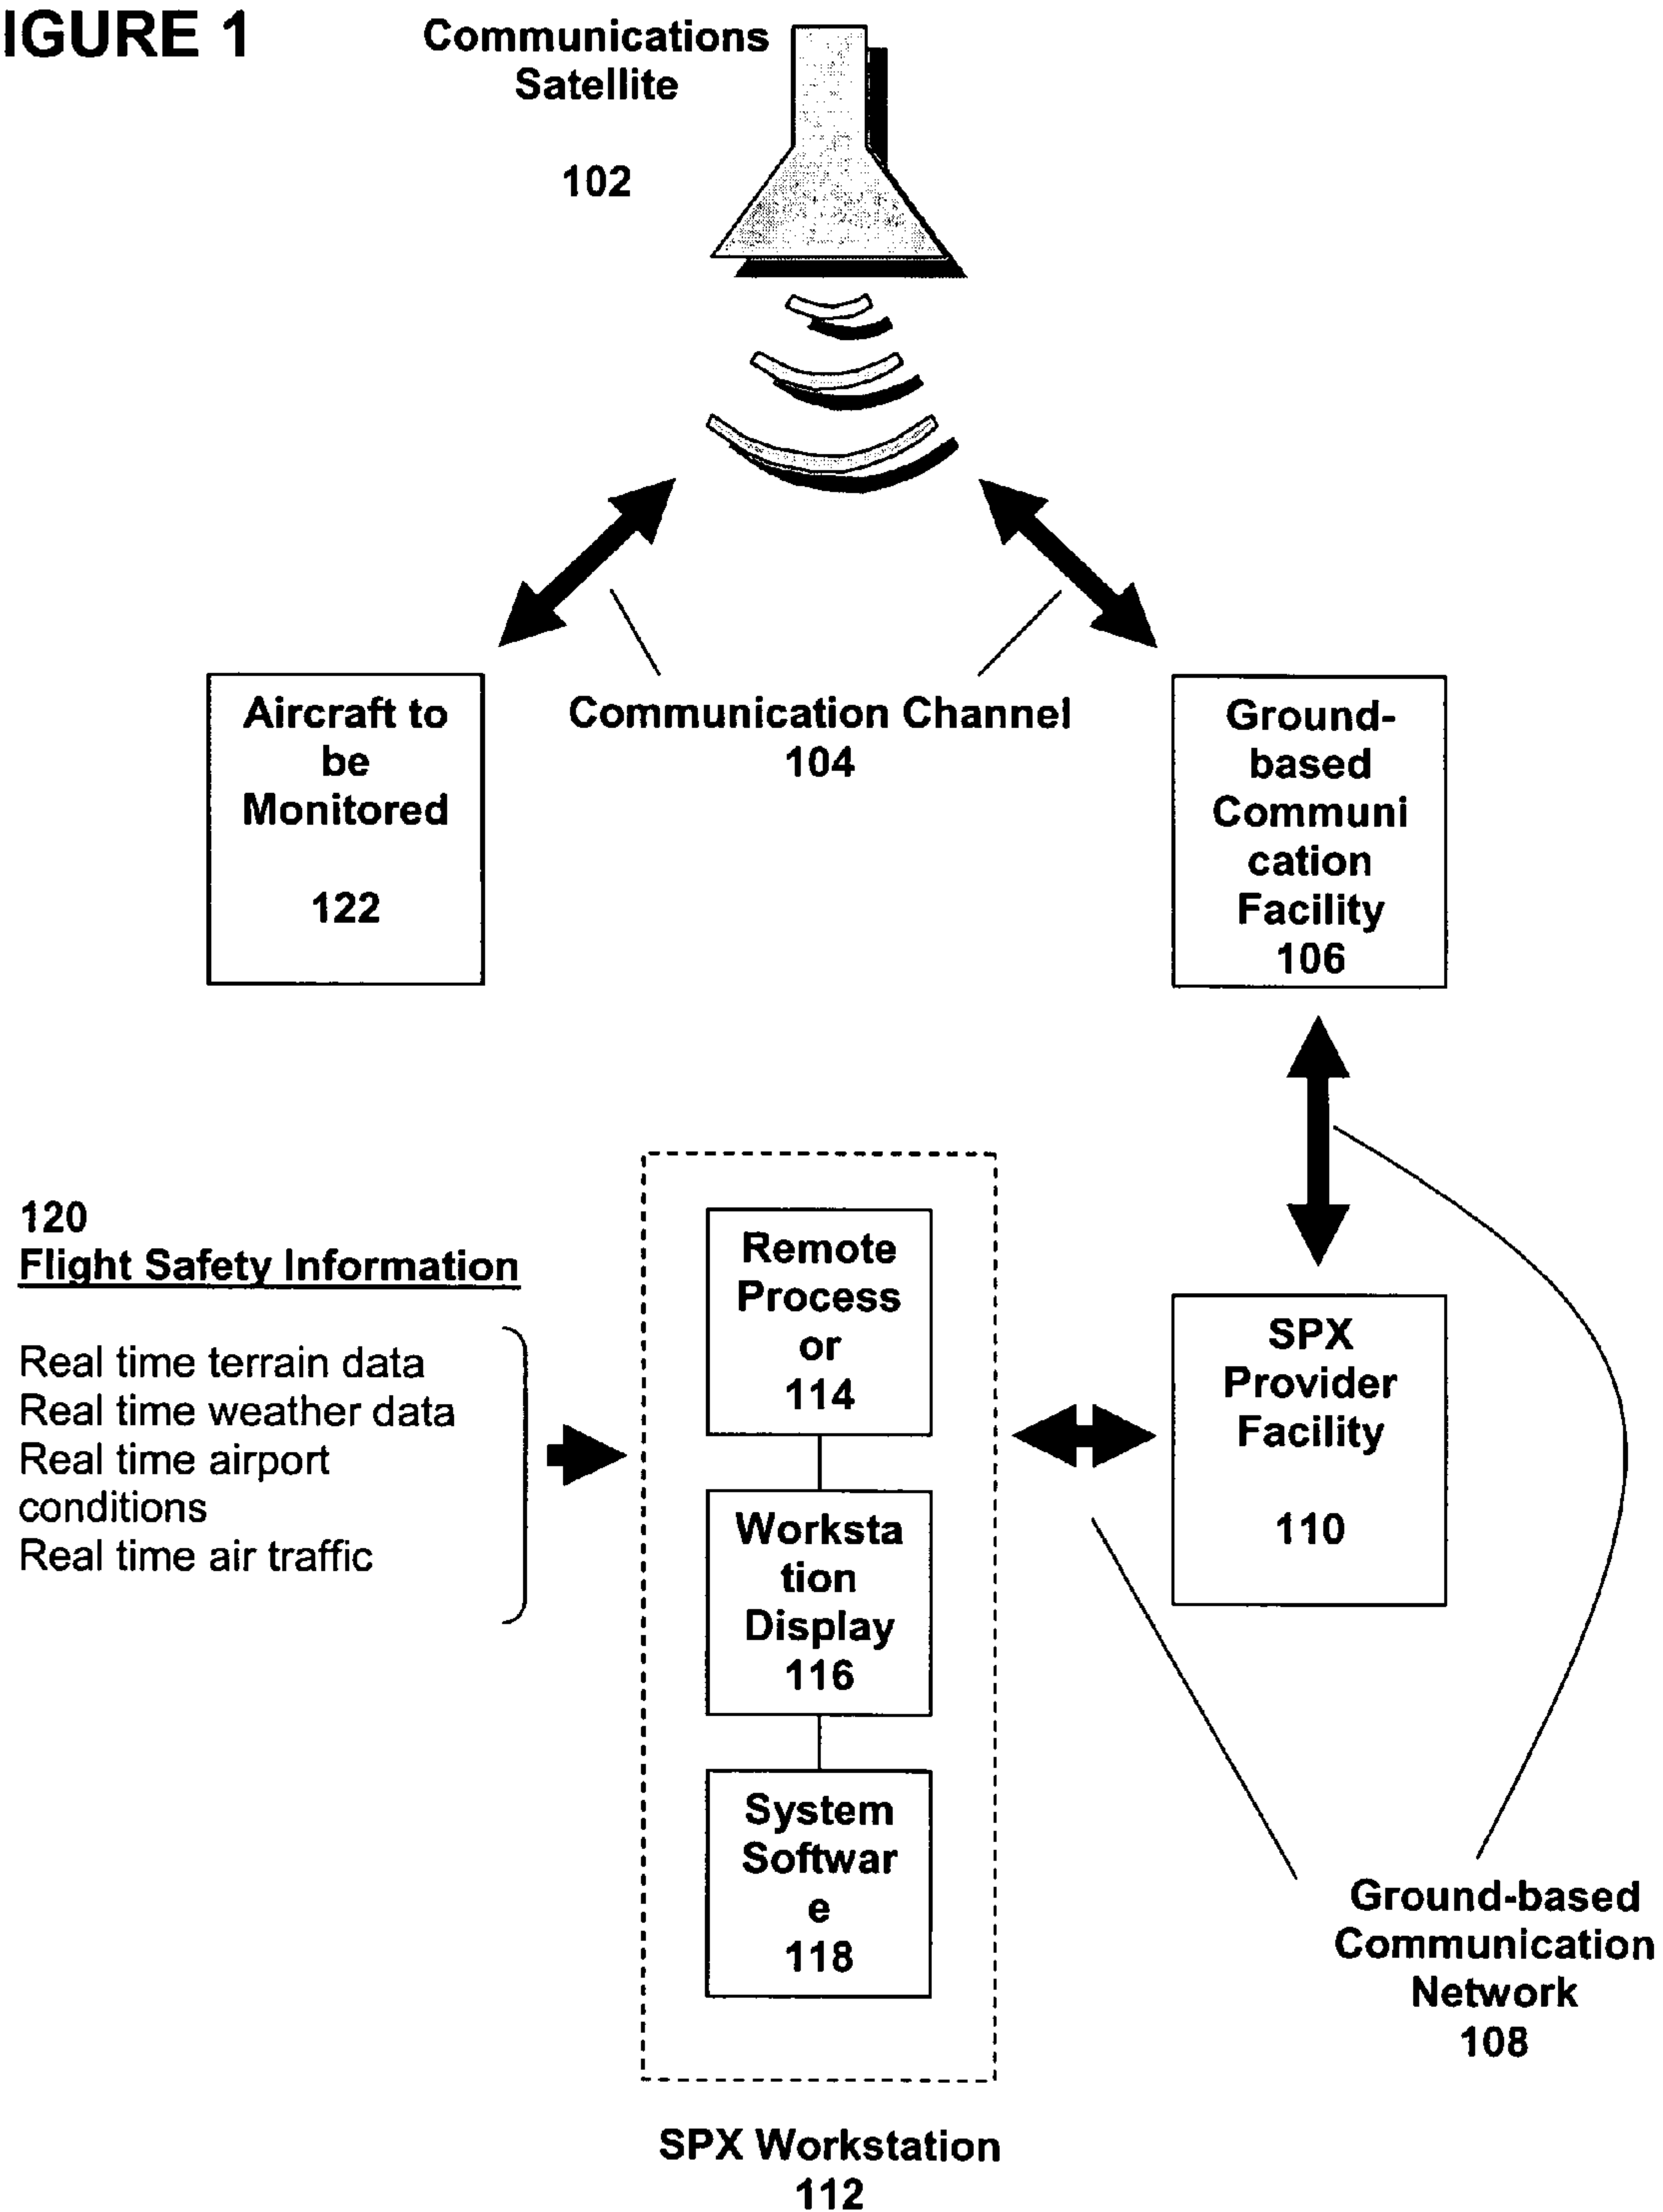 IGURE 1
Communications
Satellite
102
Communication Channel
104
Aircraft to
be
Monitored
122
Ground-
based
Communi
cation
Facility
106
120
Flight Safety Information
Real time terrain data
Real time weather data
Real time airport
conditions
Real time air traffic
Remote
Process
or
114
Worksta
tion
Display
116
System
Softwar
e
118
SPX
Provider
Facility
110
Ground-based
Communication
Network
108
SPX Workstation
112